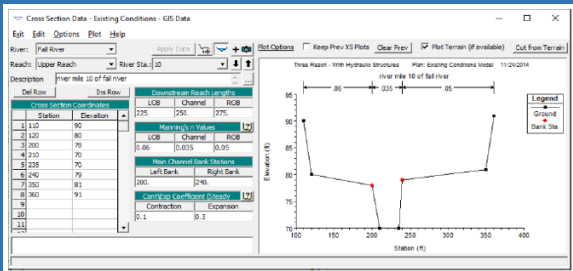 Cross Section Data - Existing Conditions - GIS Data
Exit Edit Options Plot Help
River: Fall River Apply Data Plot Options Keep Prev XS Plots Clear Prev Plot Terrain (if available) Cut from Terrain
Reach: Upper Reach River Sta.: 10
Description river mile 10 of fall river ...
Del Row Ins Row
Cross Section Coordinates
Station Elevation
1 110 90
2 120 80
3 200 78
4 210 70
5 235 70
6 240 79
7 350 81
8 360 91
9
10
11
Downstream Reach Lengths
LOB Channel ROB
225. 250. 275.
Manning's n Values ?
LOB Channel ROB
0.06 0.035 0.05
Main Channel Bank Stations
Left Bank Right Bank
200. 240.
Cont\Exp Coefficient (Steady ?
Contraction Expansion
0.1 0.3
Three Reach - With Hydraulic Structures Plan: Existing Conditions Model 11/20/2014
river mile 10 of fall river
.06 .035 .05
Legend
Ground
Bank Sta
Elevation (ft)
95
90
85
80
75
70
100 150 200 250 300 350 400
Station (ft)